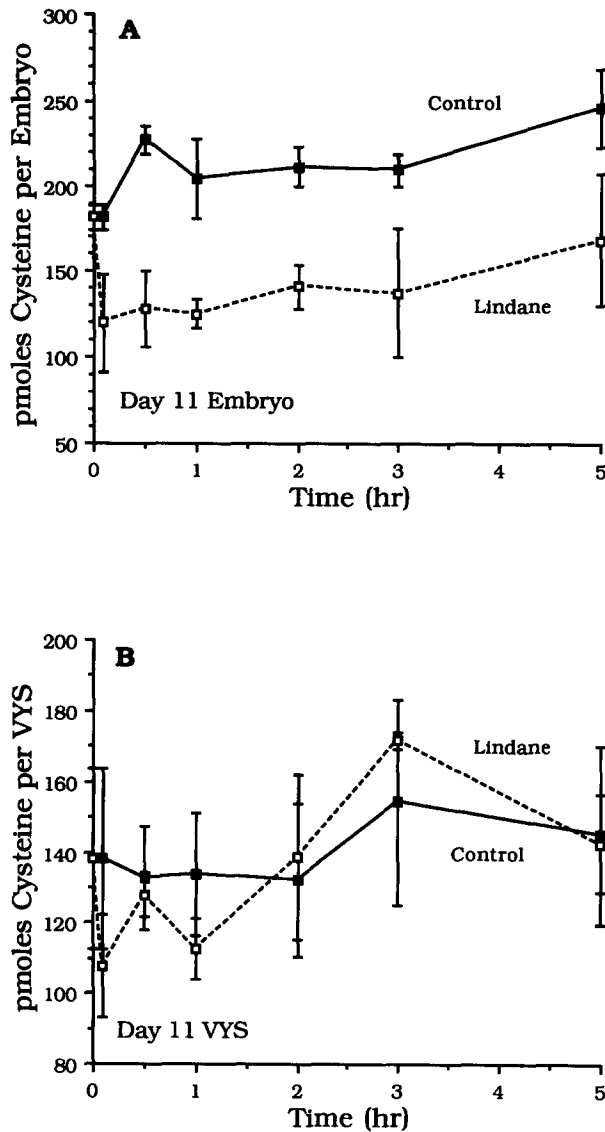 A
pmoles Cysteine per Embryo
300
250
200
150
100
50
Control
Lindane
Day 11 Embryo
0 1 2 3 4 5
Time (hr)
B
pmoles Cysteine per VYS
200
180
160
140
120
100
80
Lindane
Control
Day 11 VYS
0 1 2 3 4 5
Time (hr)